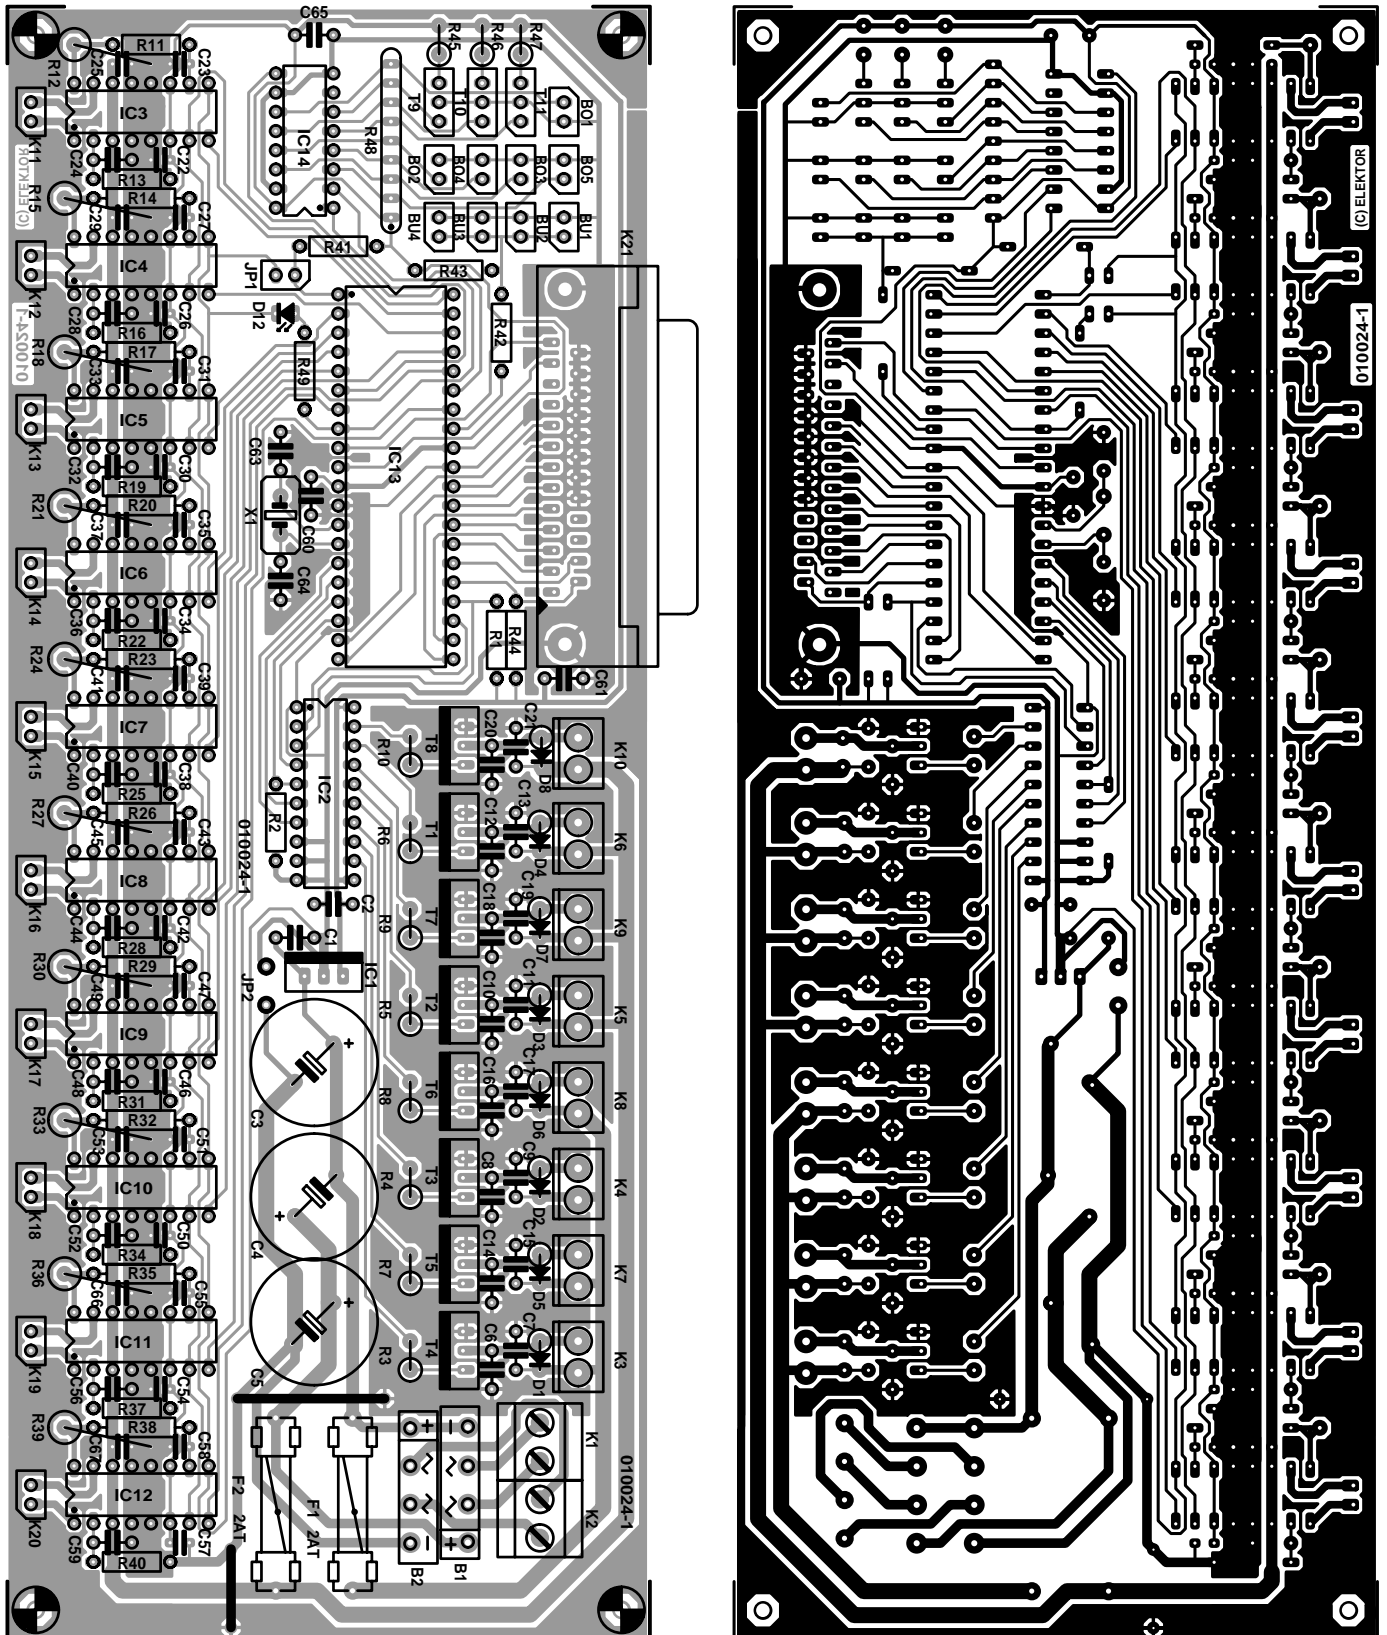 C65
R45
R46
R47
R11
C25
C23
R12
IC3
K11
C24
C22
R13
R14
R15
C29
C27
(C) ELEKTOR
IC14
R48
T9
T10
T11
BO1
BO2
BO4
BO3
BO5
BU4
BU3
BU2
BU1
K21
R41
R43
JP1
D12
R42
R49
IC4
K12
C28
C26
R16
R17
R18
C33
C31
010024-1
IC5
K13
C32
C30
R19
R20
R21
C37
C35
C63
X1
C60
C64
IC13
IC6
K14
C36
C34
R22
R23
R24
C41
C39
R1
R44
C61
IC7
K15
C40
C38
R25
R26
R27
C45
C43
IC2
R2
R10
T8
C20
C21
D8
K10
R6
T1
C12
C13
D4
K6
010024-1
IC8
K16
C44
C42
R28
R29
R30
C49
C47
C2
C1
IC1
JP2
R9
T7
C18
C19
D7
K9
R5
T2
C10
C11
D3
K5
IC9
K17
C48
C46
R31
R32
R33
C53
C51
+
C3
R8
T6
C16
C17
D6
K8
IC10
K18
C52
C50
R34
R35
R36
C66
C55
+
C4
R4
T3
C8
C9
D2
K4
R7
T5
C14
C15
D5
K7
IC11
K19
C56
C54
R37
R38
R39
C67
C58
+
C5
R3
T4
C6
C7
D1
K3
IC12
K20
C59
C57
R40
F2 2AT
F1 2AT
+ ~ ~ −
B2
− ~ ~ +
B1
K1
K2
010024-1
(C) ELEKTOR
010024-1